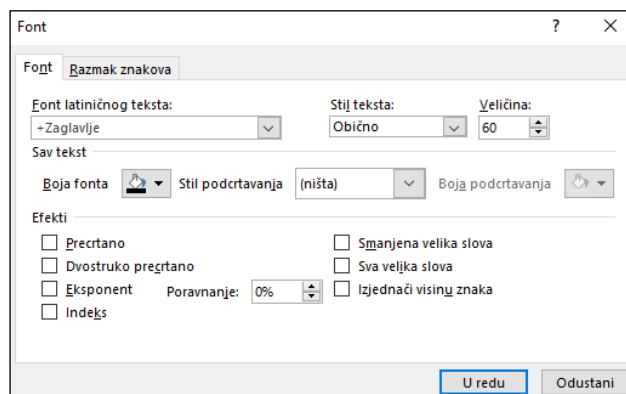 Font ? ×
Font Razmak znakova
Font latiničnog teksta: Stil teksta: Veličina:
+Zaglavlje Obično 60
Sav tekst
Boja fonta Stil podcrtavanja (ništa) Boja podcrtavanja
Efekti
Precrtano Smanjena velika slova
Dvostruko precrtano Sva velika slova
Eksponent Poravnanje: 0% Izjednači visinu znaka
Indeks
U redu Odustani